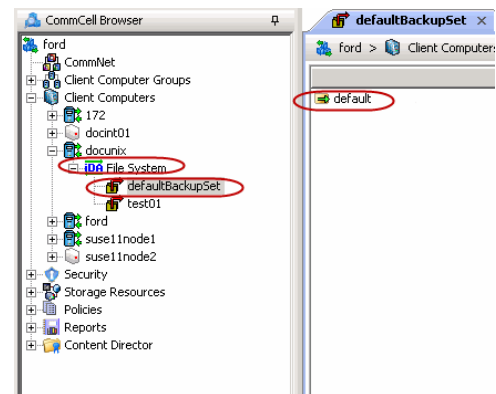 CommCell Browser
defaultBackupSet
ford
ford > Client Computers
CommNet
Client Computer Groups
Client Computers
172
docint01
docunix
iDA File System
defaultBackupSet
test01
ford
suse11node1
suse11node2
Security
Storage Resources
Policies
Reports
Content Director
default